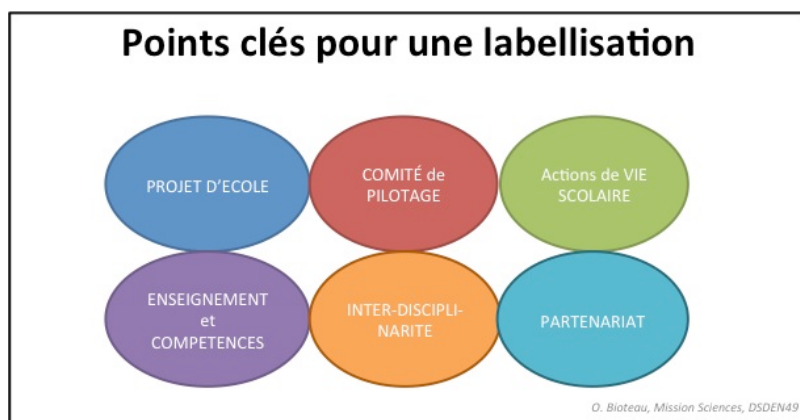 Points clés pour une labellisation
PROJET D'ECOLE
COMITÉ de
PILOTAGE
Actions de VIE
SCOLAIRE
ENSEIGNEMENT
et
COMPETENCES
INTER-DISCIPLI-
NARITE
PARTENARIAT
O. Bioteau, Mission Sciences, DSDEN49